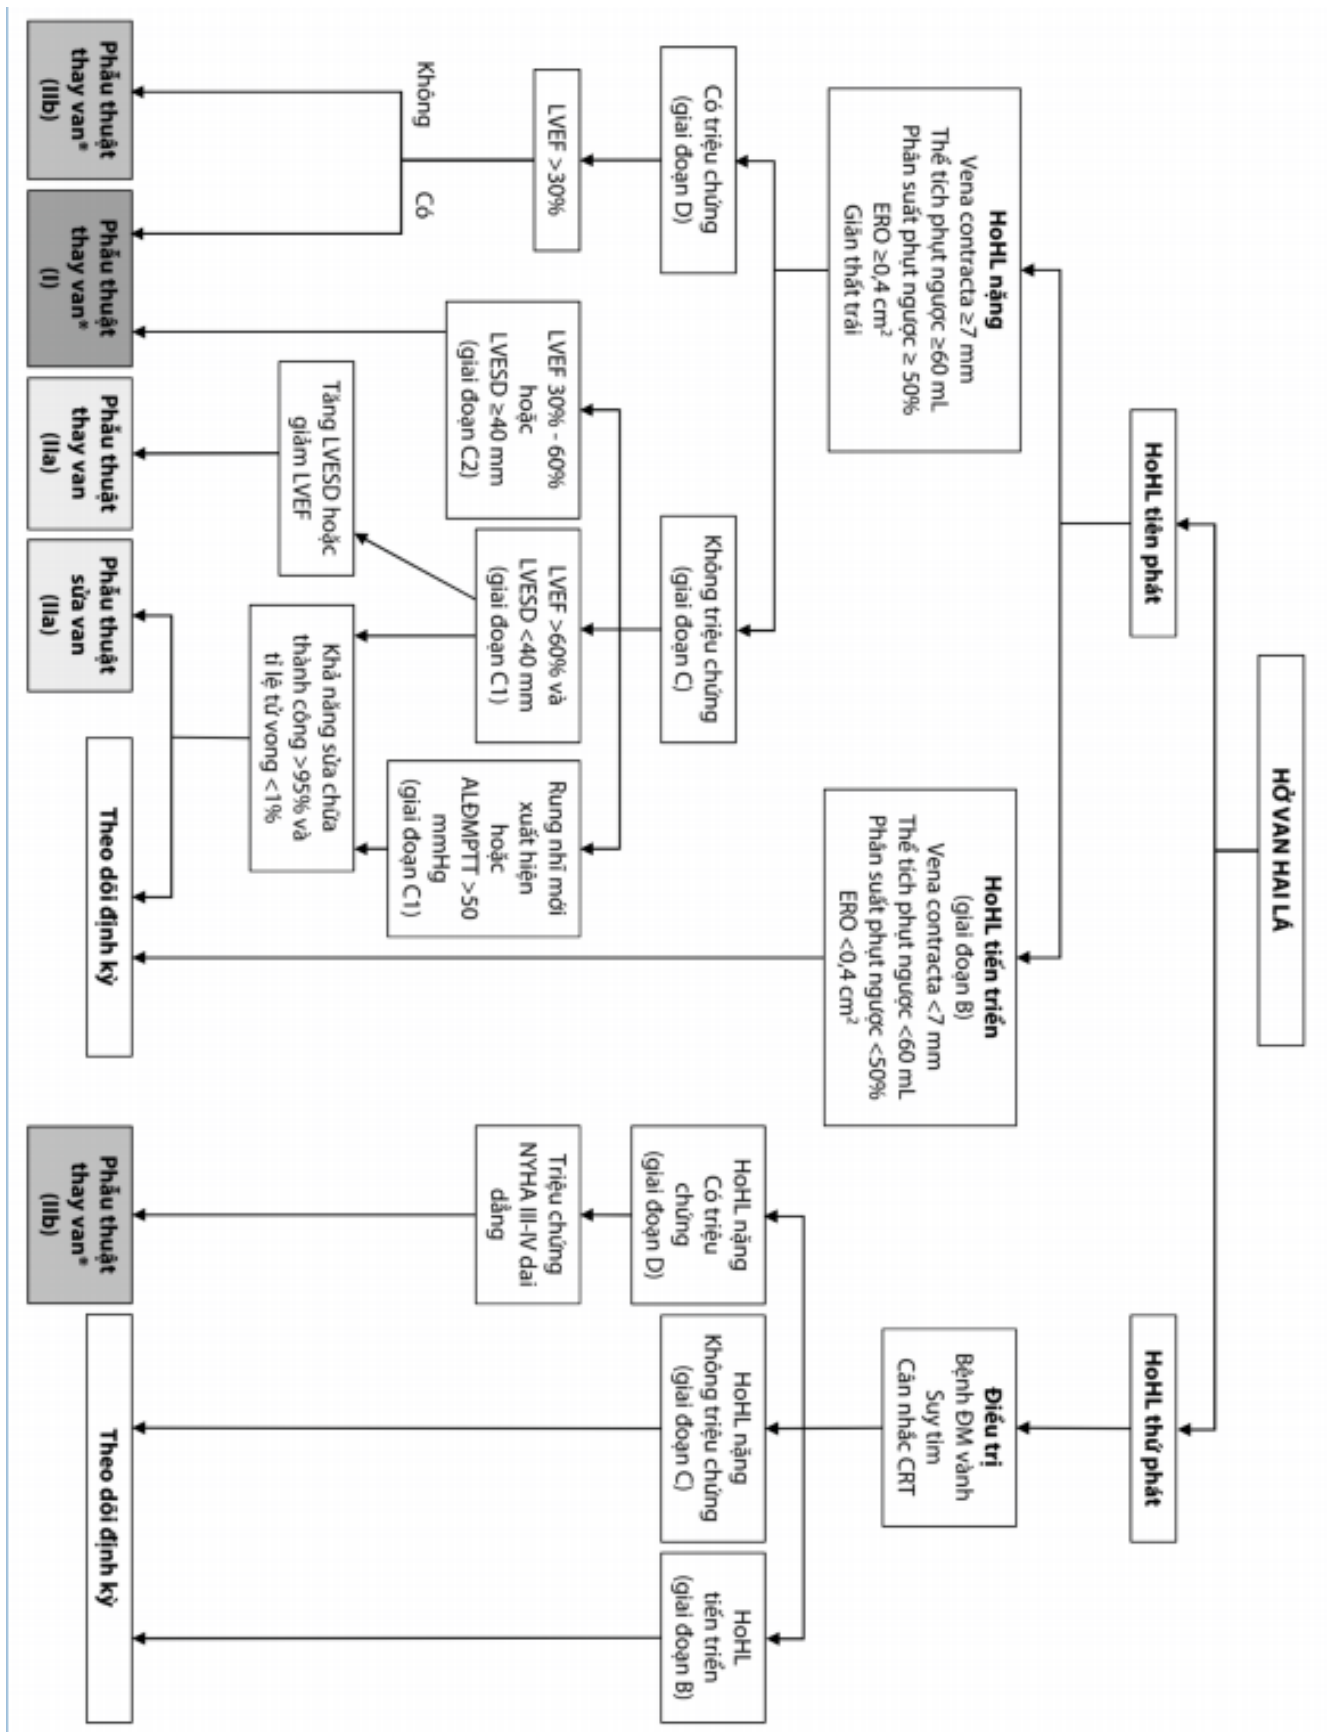 HỞ VAN HAI LÁ
HoHL tiên phát
HoHL thứ phát
HoHL nặng
Vena contracta ≥7 mm
Thể tích phụt ngược ≥60 mL
Phân suất phụt ngược ≥ 50%
ERO ≥0,4 cm²
Giãn thất trái
HoHL tiến triển
(giai đoạn B)
Vena contracta <7 mm
Thể tích phụt ngược <60 mL
Phân suất phụt ngược <50%
ERO <0,4 cm²
Điều trị
Bệnh ĐM vành
Suy tim
Cân nhắc CRT
Có triệu chứng
(giai đoạn D)
Không triệu chứng
(giai đoạn C)
HoHL nặng
Có triệu
chứng
(giai đoạn D)
HoHL nặng
Không triệu chứng
(giai đoạn C)
HoHL
tiến triển
(giai đoạn B)
LVEF >30%
LVEF 30% - 60%
hoặc
LVESD ≥40 mm
(giai đoạn C2)
LVEF >60% và
LVESD <40 mm
(giai đoạn C1)
Rung nhĩ mới
xuất hiện
hoặc
ALĐMPTT >50
mmHg
(giai đoạn C1)
Triệu chứng
NYHA III-IV dai
dẳng
Không
Có
Tăng LVESD hoặc
giảm LVEF
Khả năng sửa chữa
thành công >95% và
tỉ lệ tử vong <1%
Phẫu thuật
thay van*
(IIb)
Phẫu thuật
thay van*
(I)
Phẫu thuật
thay van
(IIa)
Phẫu thuật
sửa van
(IIa)
Theo dõi định kỳ
Phẫu thuật
thay van*
(IIb)
Theo dõi định kỳ